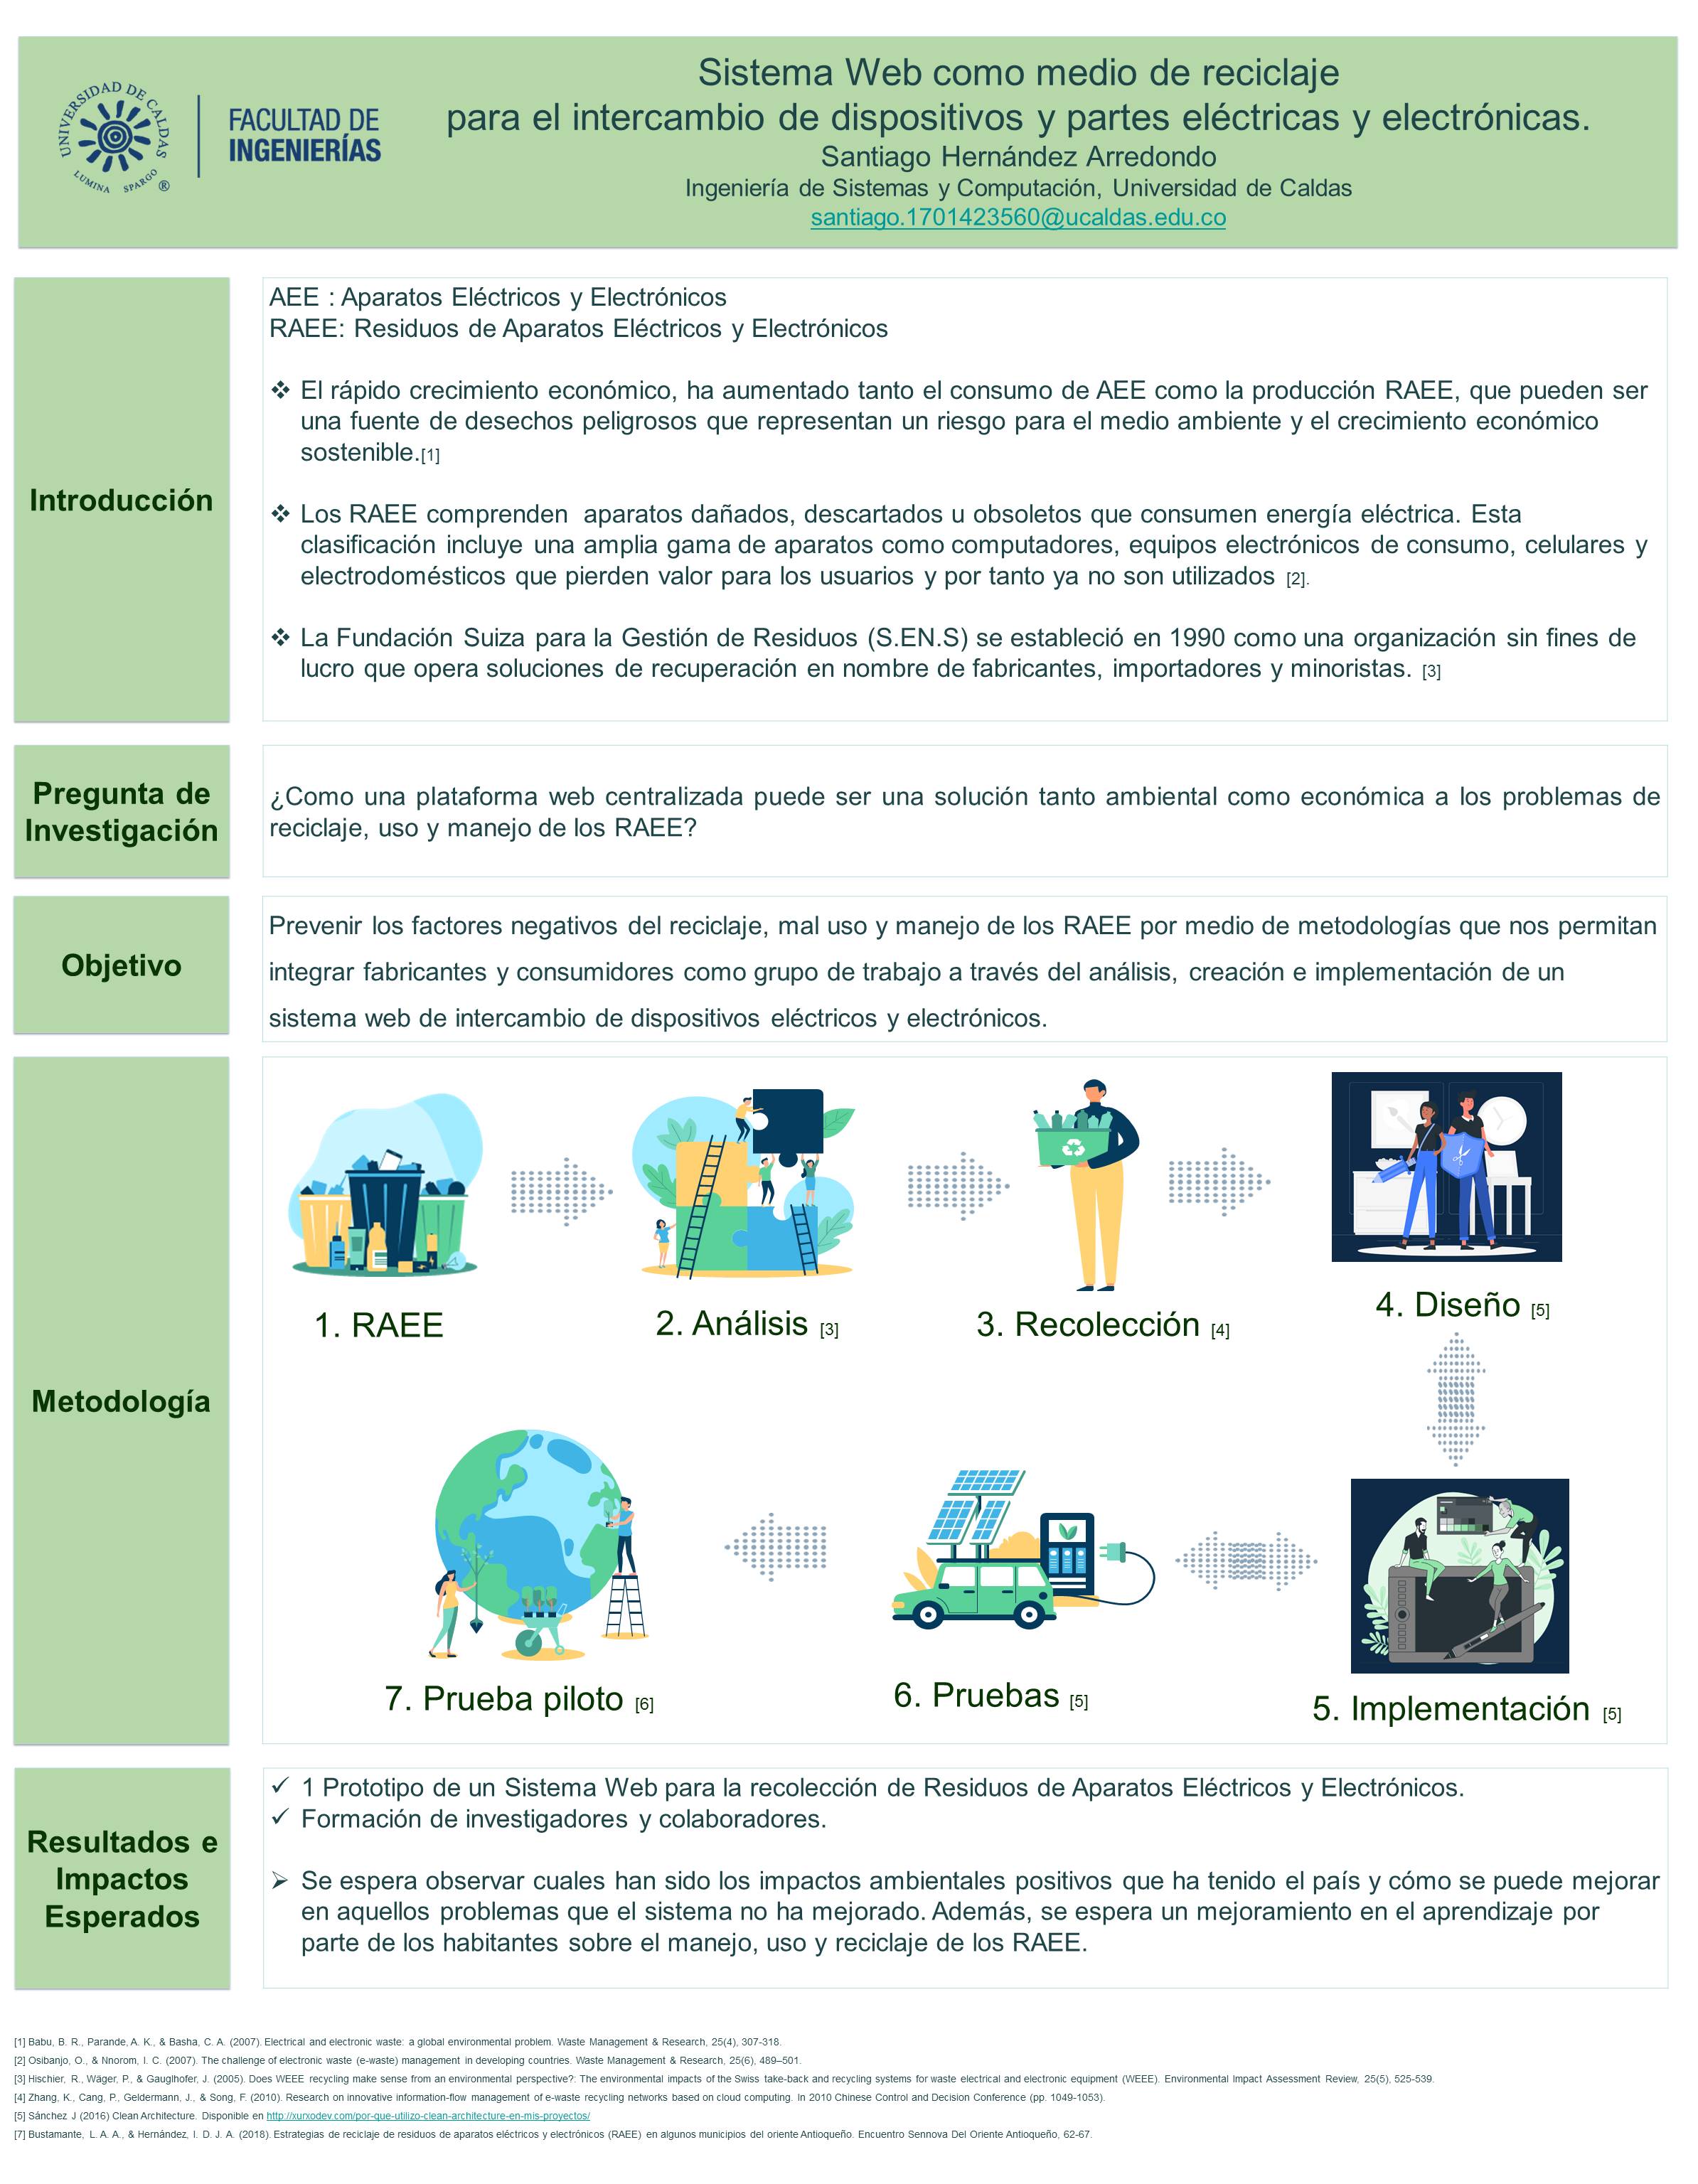 UNIVERSIDAD DE CALDAS
LUMINA SPARGO
®
FACULTAD DE
INGENIERÍAS
Sistema Web como medio de reciclaje
para el intercambio de dispositivos y partes eléctricas y electrónicas.
Santiago Hernández Arredondo
Ingeniería de Sistemas y Computación, Universidad de Caldas
santiago.1701423560@ucaldas.edu.co
Introducción
AEE : Aparatos Eléctricos y Electrónicos
RAEE: Residuos de Aparatos Eléctricos y Electrónicos
❖ El rápido crecimiento económico, ha aumentado tanto el consumo de AEE como la producción RAEE, que pueden ser
una fuente de desechos peligrosos que representan un riesgo para el medio ambiente y el crecimiento económico
sostenible.[1]
❖ Los RAEE comprenden aparatos dañados, descartados u obsoletos que consumen energía eléctrica. Esta
clasificación incluye una amplia gama de aparatos como computadores, equipos electrónicos de consumo, celulares y
electrodomésticos que pierden valor para los usuarios y por tanto ya no son utilizados [2].
❖ La Fundación Suiza para la Gestión de Residuos (S.EN.S) se estableció en 1990 como una organización sin fines de
lucro que opera soluciones de recuperación en nombre de fabricantes, importadores y minoristas. [3]
Pregunta de
Investigación
¿Como una plataforma web centralizada puede ser una solución tanto ambiental como económica a los problemas de
reciclaje, uso y manejo de los RAEE?
Objetivo
Prevenir los factores negativos del reciclaje, mal uso y manejo de los RAEE por medio de metodologías que nos permitan
integrar fabricantes y consumidores como grupo de trabajo a través del análisis, creación e implementación de un
sistema web de intercambio de dispositivos eléctricos y electrónicos.
Metodología
1. RAEE
2. Análisis [3]
3. Recolección [4]
4. Diseño [5]
7. Prueba piloto [6]
6. Pruebas [5]
5. Implementación [5]
Resultados e
Impactos
Esperados
✓ 1 Prototipo de un Sistema Web para la recolección de Residuos de Aparatos Eléctricos y Electrónicos.
✓ Formación de investigadores y colaboradores.
➢ Se espera observar cuales han sido los impactos ambientales positivos que ha tenido el país y cómo se puede mejorar
en aquellos problemas que el sistema no ha mejorado. Además, se espera un mejoramiento en el aprendizaje por
parte de los habitantes sobre el manejo, uso y reciclaje de los RAEE.
[1] Babu, B. R., Parande, A. K., & Basha, C. A. (2007). Electrical and electronic waste: a global environmental problem. Waste Management & Research, 25(4), 307-318.
[2] Osibanjo, O., & Nnorom, I. C. (2007). The challenge of electronic waste (e-waste) management in developing countries. Waste Management & Research, 25(6), 489–501.
[3] Hischier, R., Wäger, P., & Gauglhofer, J. (2005). Does WEEE recycling make sense from an environmental perspective?: The environmental impacts of the Swiss take-back and recycling systems for waste electrical and electronic equipment (WEEE). Environmental Impact Assessment Review, 25(5), 525-539.
[4] Zhang, K., Cang, P., Geldermann, J., & Song, F. (2010). Research on innovative information-flow management of e-waste recycling networks based on cloud computing. In 2010 Chinese Control and Decision Conference (pp. 1049-1053).
[5] Sánchez J (2016) Clean Architecture. Disponible en http://xurxodev.com/por-que-utilizo-clean-architecture-en-mis-proyectos/
[7] Bustamante, L. A. A., & Hernández, I. D. J. A. (2018). Estrategias de reciclaje de residuos de aparatos eléctricos y electrónicos (RAEE) en algunos municipios del oriente Antioqueño. Encuentro Sennova Del Oriente Antioqueño, 62-67.